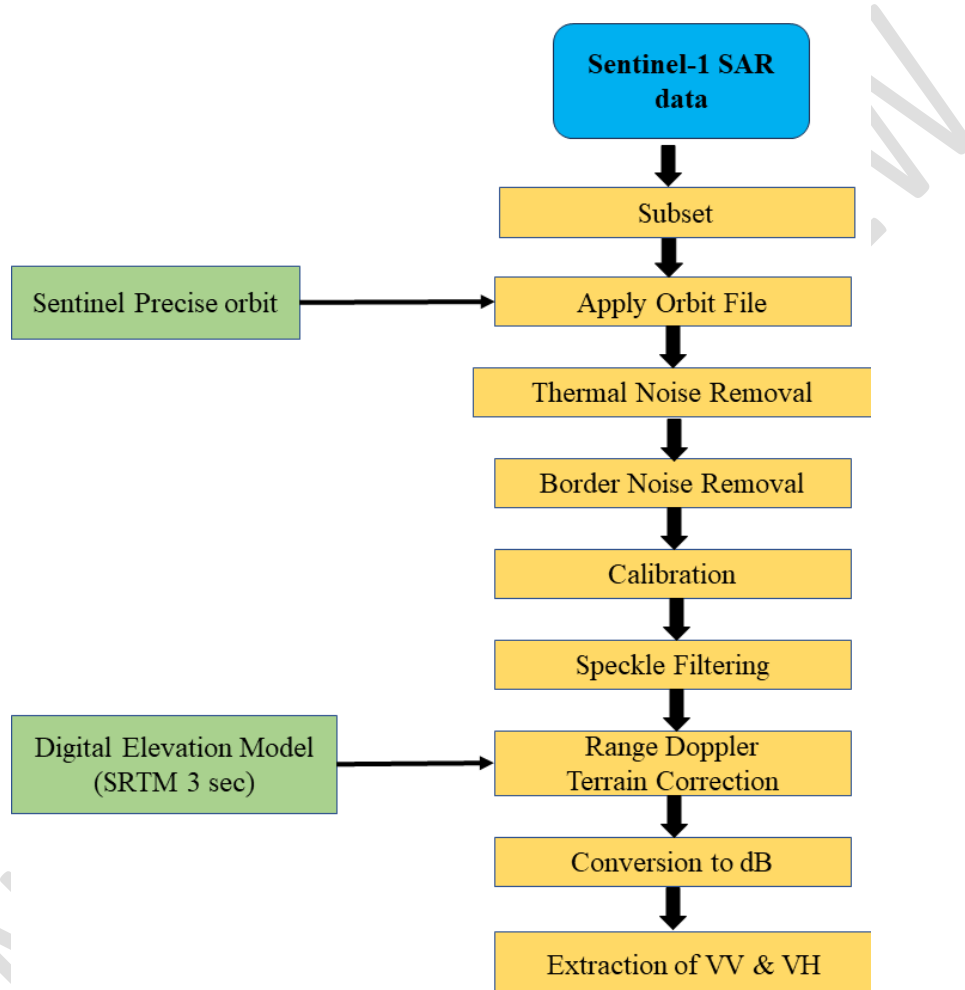 Sentinel-1 SAR
data
Subset
Sentinel Precise orbit
Apply Orbit File
Thermal Noise Removal
Border Noise Removal
Calibration
Speckle Filtering
Digital Elevation Model
(SRTM 3 sec)
Range Doppler
Terrain Correction
Conversion to dB
Extraction of VV & VH